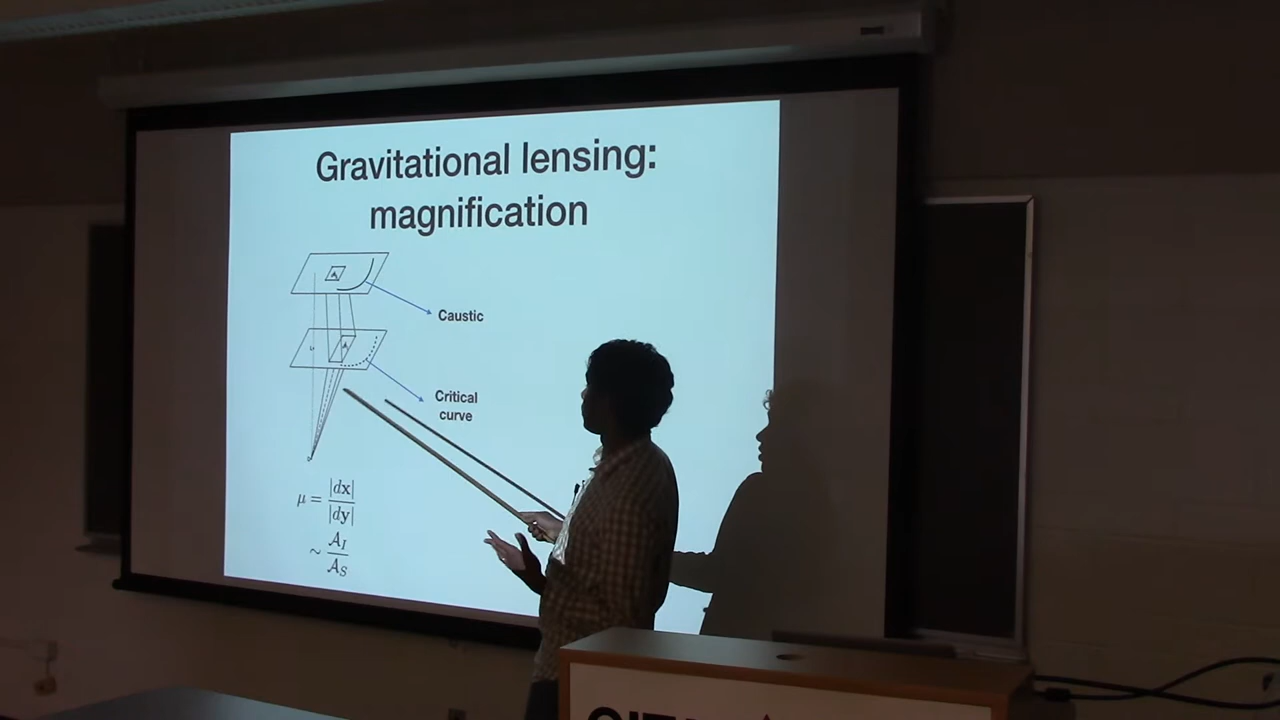 Gravitational lensing:
magnification
Caustic
Critical
curve
μ = |dx| / |dy|
∼ A_I / A_S